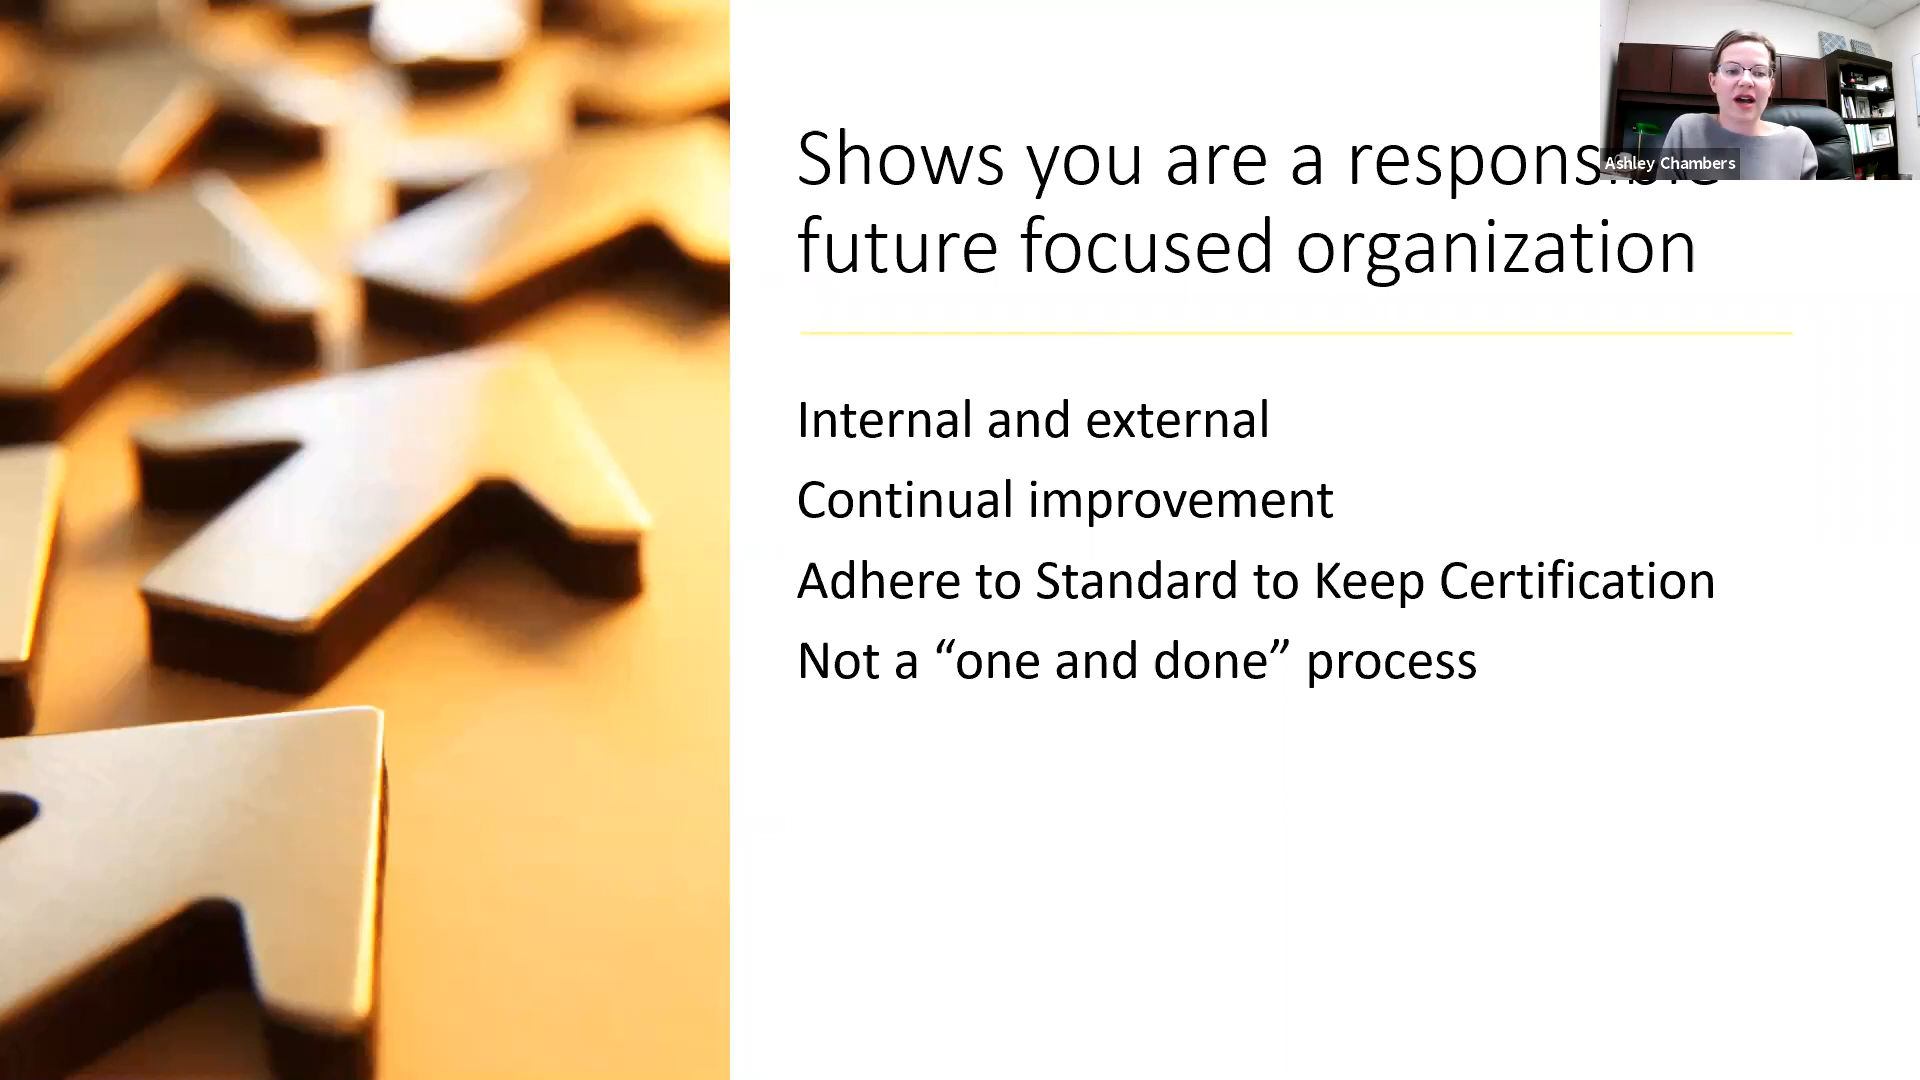 Shows you are a
future focused organization
Ashley Chambers
Internal and external
Continual improvement
Adhere to Standard to Keep Certification
Not a “one and done” process